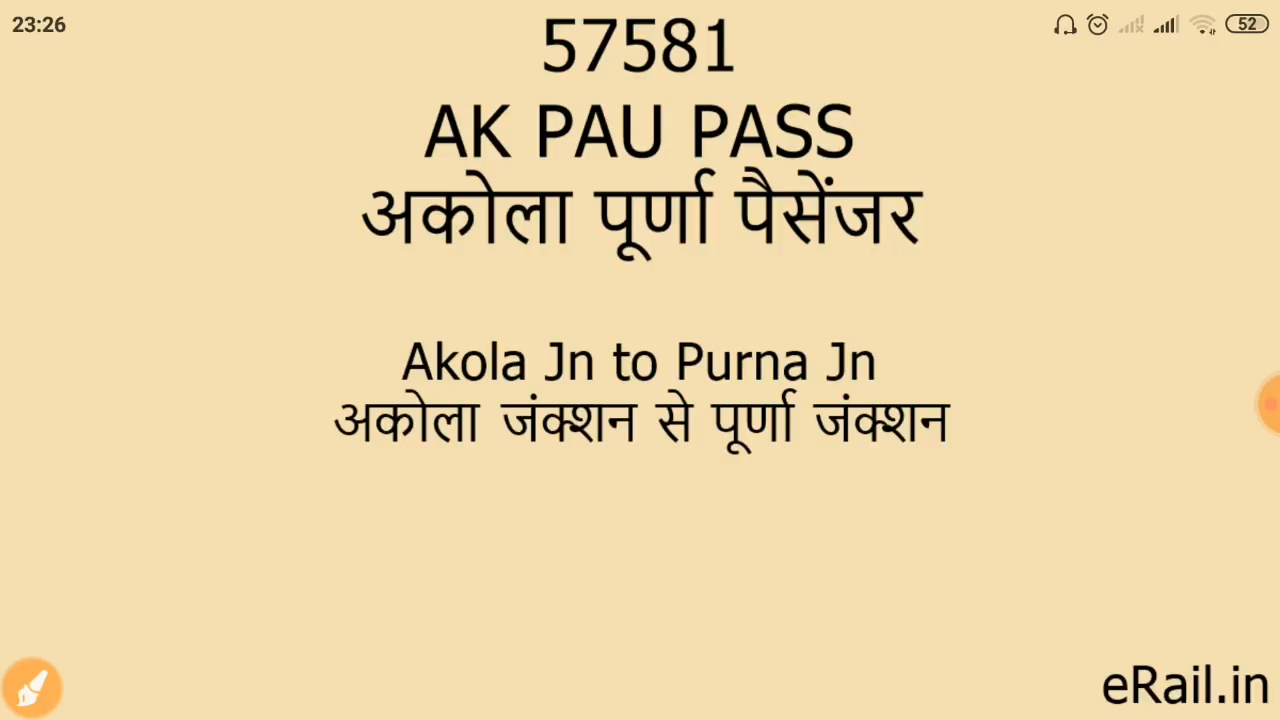 23:26
52
57581
AK PAU PASS
अकोला पूर्णा पैसेंजर
Akola Jn to Purna Jn
अकोला जंक्शन से पूर्णा जंक्शन
eRail.in